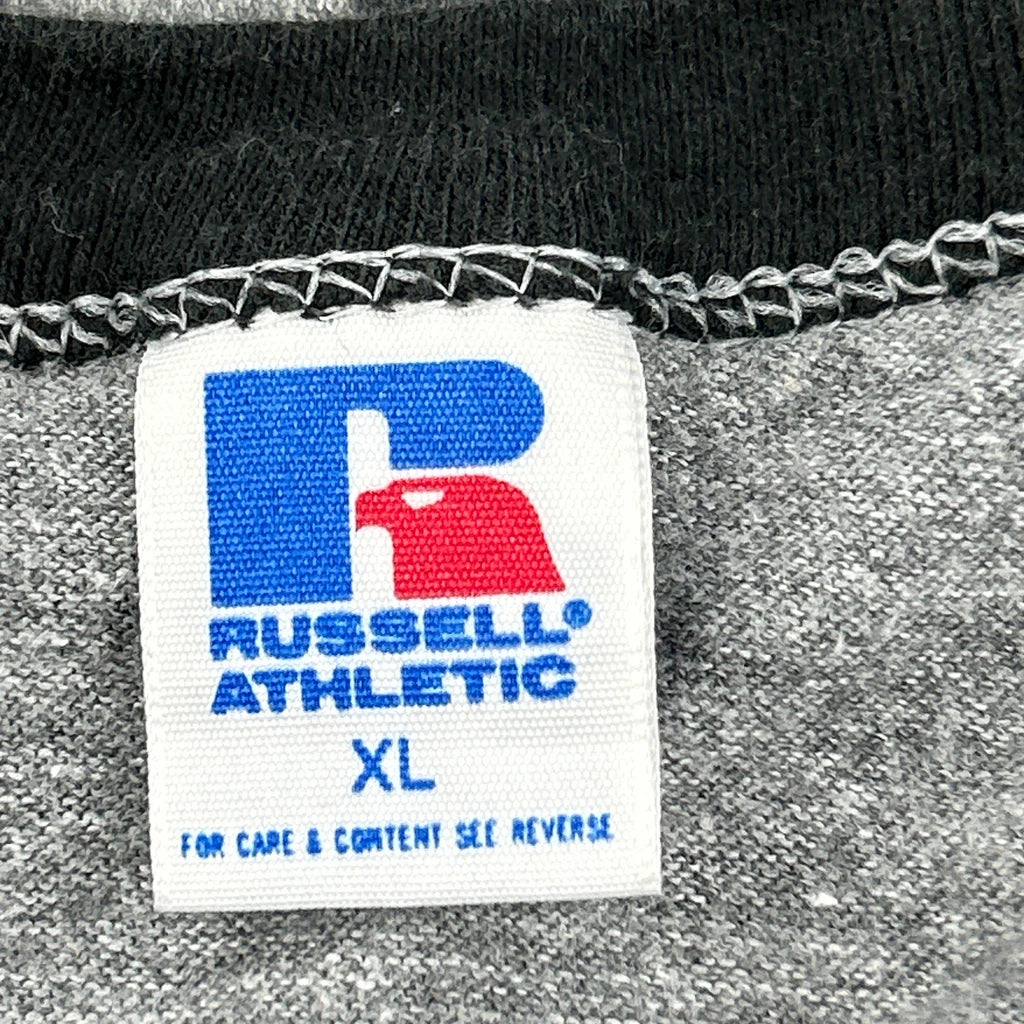 RUSSELL®
ATHLETIC
XL
FOR CARE & CONTENT SEE REVERSE